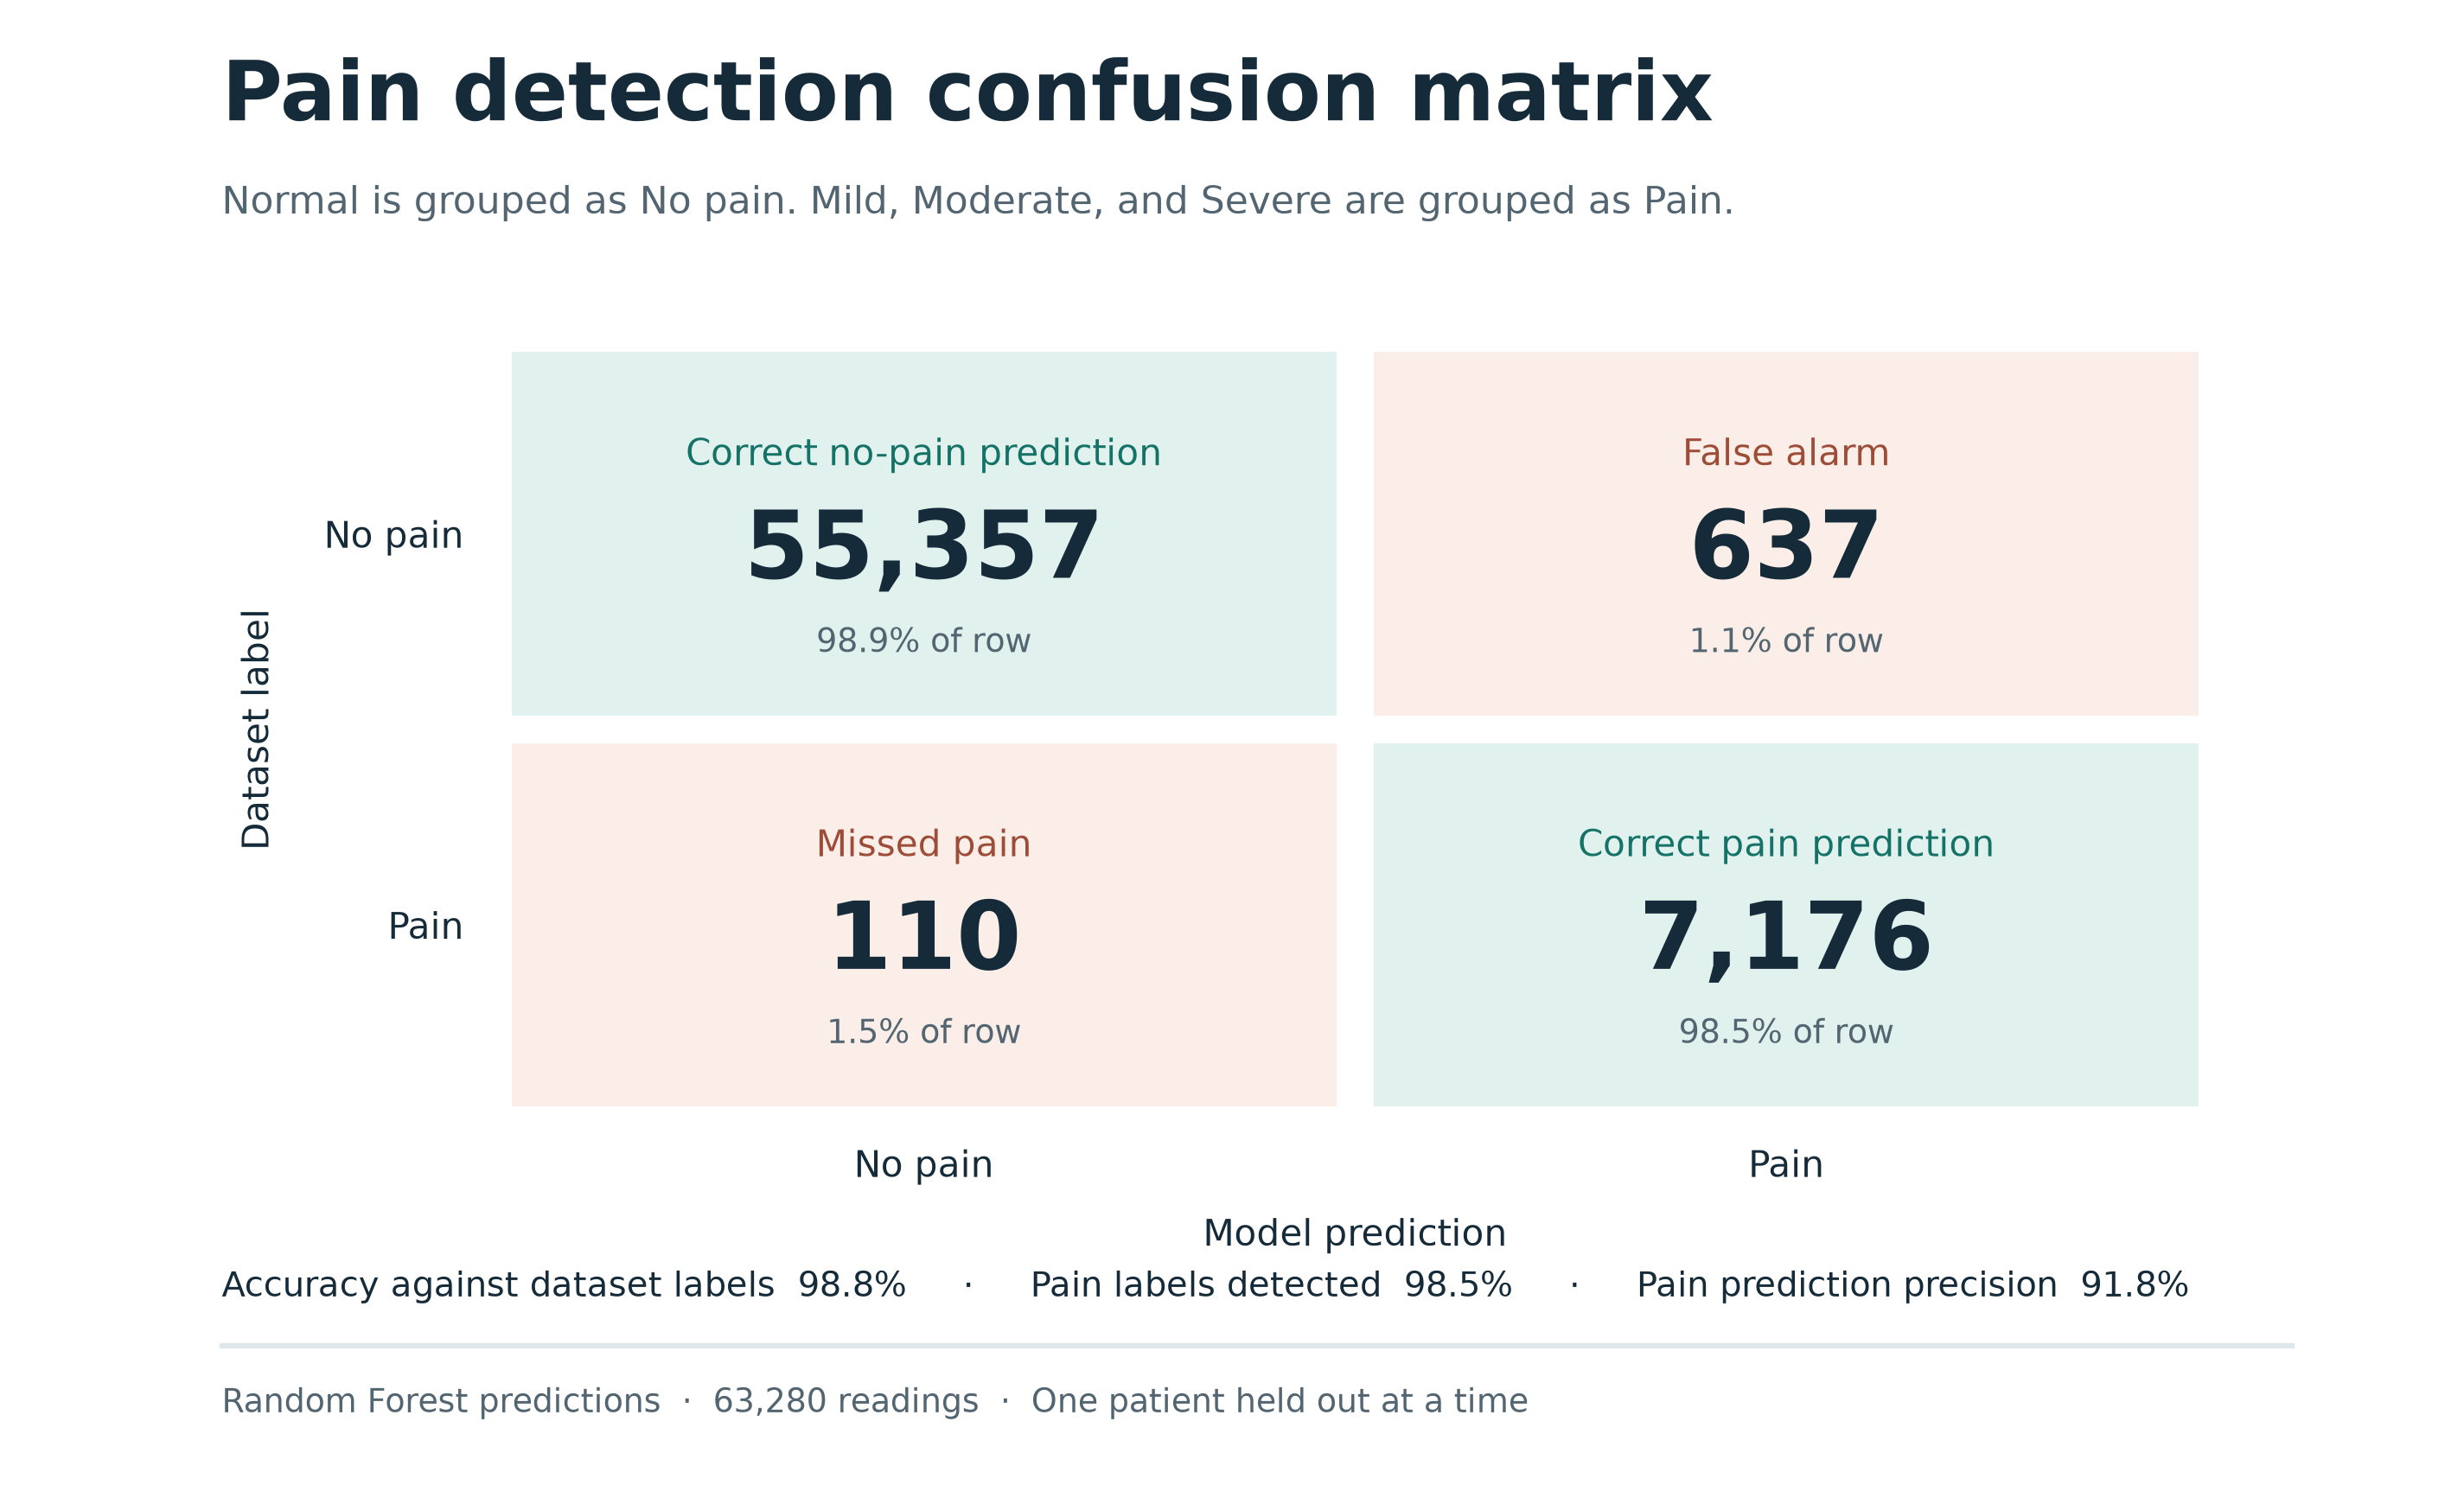 Pain detection confusion matrix
Normal is grouped as No pain. Mild, Moderate, and Severe are grouped as Pain.
Dataset label
No pain
Correct no-pain prediction
55,357
98.9% of row
False alarm
637
1.1% of row
Pain
Missed pain
110
1.5% of row
Correct pain prediction
7,176
98.5% of row
No pain
Pain
Model prediction
Accuracy against dataset labels 98.8% · Pain labels detected 98.5% · Pain prediction precision 91.8%
Random Forest predictions · 63,280 readings · One patient held out at a time